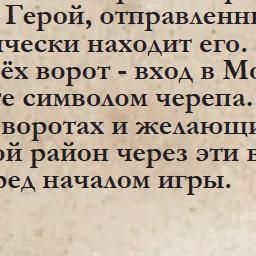 Герой, отправленн
чески находит его.
ёх ворот - вход в Мо
е символом черепа.
воротах и желающи
ой район через эти в
ред началом игры.